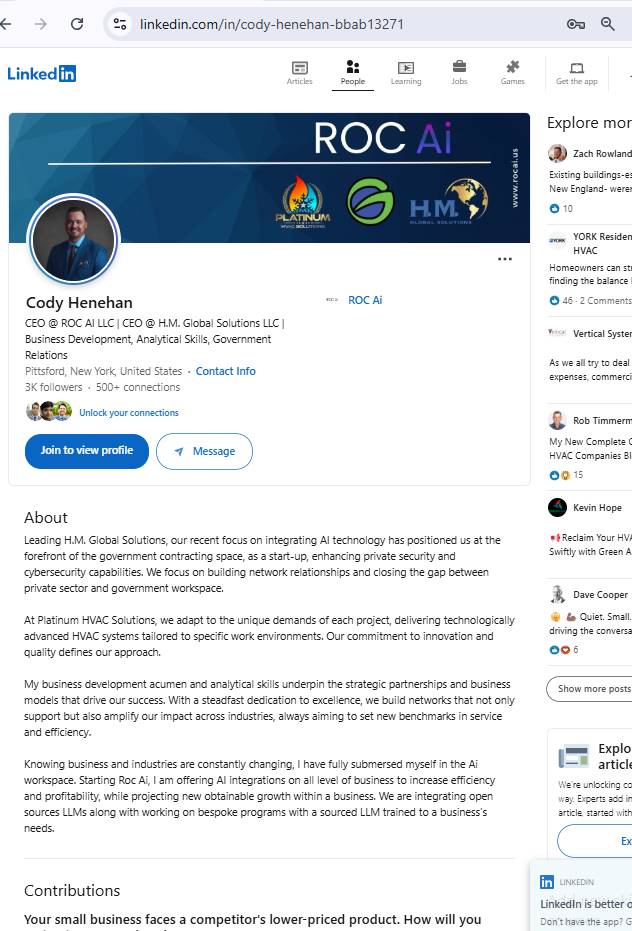 linkedin.com/in/cody-henehan-bbab13271
Linked in
Articles
People
Learning
Jobs
Games
Get the app
ROC Ai
www.rocai.us
PLATINUM
HVAC SOLUTIONS
H.M.
GLOBAL SOLUTIONS
Cody Henehan
ROC Ai
CEO @ ROC AI LLC | CEO @ H.M. Global Solutions LLC |
Business Development, Analytical Skills, Government
Relations
Pittsford, New York, United States · Contact Info
3K followers · 500+ connections
Unlock your connections
Join to view profile
Message
About
Leading H.M. Global Solutions, our recent focus on integrating AI technology has positioned us at the
forefront of the government contracting space, as a start-up, enhancing private security and
cybersecurity capabilities. We focus on building network relationships and closing the gap between
private sector and government workspace.
At Platinum HVAC Solutions, we adapt to the unique demands of each project, delivering technologically
advanced HVAC systems tailored to specific work environments. Our commitment to innovation and
quality defines our approach.
My business development acumen and analytical skills underpin the strategic partnerships and business
models that drive our success. With a steadfast dedication to excellence, we build networks that not only
support but also amplify our impact across industries, always aiming to set new benchmarks in service
and efficiency.
Knowing business and industries are constantly changing, I have fully submersed myself in the Ai
workspace. Starting Roc Ai, I am offering AI integrations on all level of business to increase efficiency
and profitability, while projecting new obtainable growth within a business. We are integrating open
sources LLMs along with working on bespoke programs with a sourced LLM trained to a business's
needs.
Contributions
Your small business faces a competitor's lower-priced product. How will you
Explore mor
Zach Rowland
Existing buildings-es
New England- were
10
YORK Residen
HVAC
Homeowners can str
finding the balance
46 · 2 Comments
Vertical System
As we all try to deal
expenses, commerci
Rob Timmerm
My New Complete G
HVAC Companies Bl
15
Kevin Hope
Reclaim Your HVA
Swiftly with Green A
Dave Cooper
Quiet. Small.
driving the conversa
6
Show more posts
Explo
article
We're unlocking co
way. Experts add in
article, started with
Ex
LINKEDIN
LinkedIn is better o
Don't have the app? G